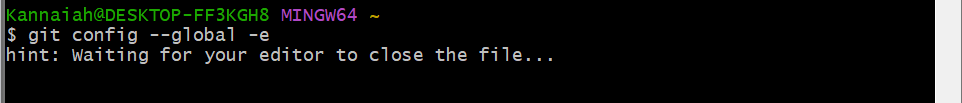 Kannaiah@DESKTOP-FF3KGH8 MINGW64 ~
$ git config --global -e
hint: Waiting for your editor to close the file...